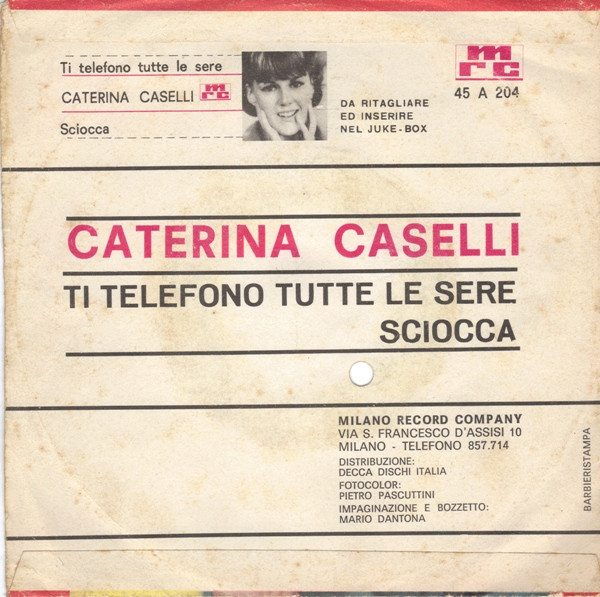 Ti telefono tutte le sere
CATERINA CASELLI mrc
Sciocca
DA RITAGLIARE
ED INSERIRE
NEL JUKE-BOX
mrc
45 A 204
CATERINA CASELLI
TI TELEFONO TUTTE LE SERE
SCIOCCA
MILANO RECORD COMPANY
VIA S. FRANCESCO D'ASSISI 10
MILANO - TELEFONO 857.714
DISTRIBUZIONE:
DECCA DISCHI ITALIA
FOTOCOLOR:
PIETRO PASCUTTINI
IMPAGINAZIONE E BOZZETTO:
MARIO DANTONA
BARBIERISTAMPA